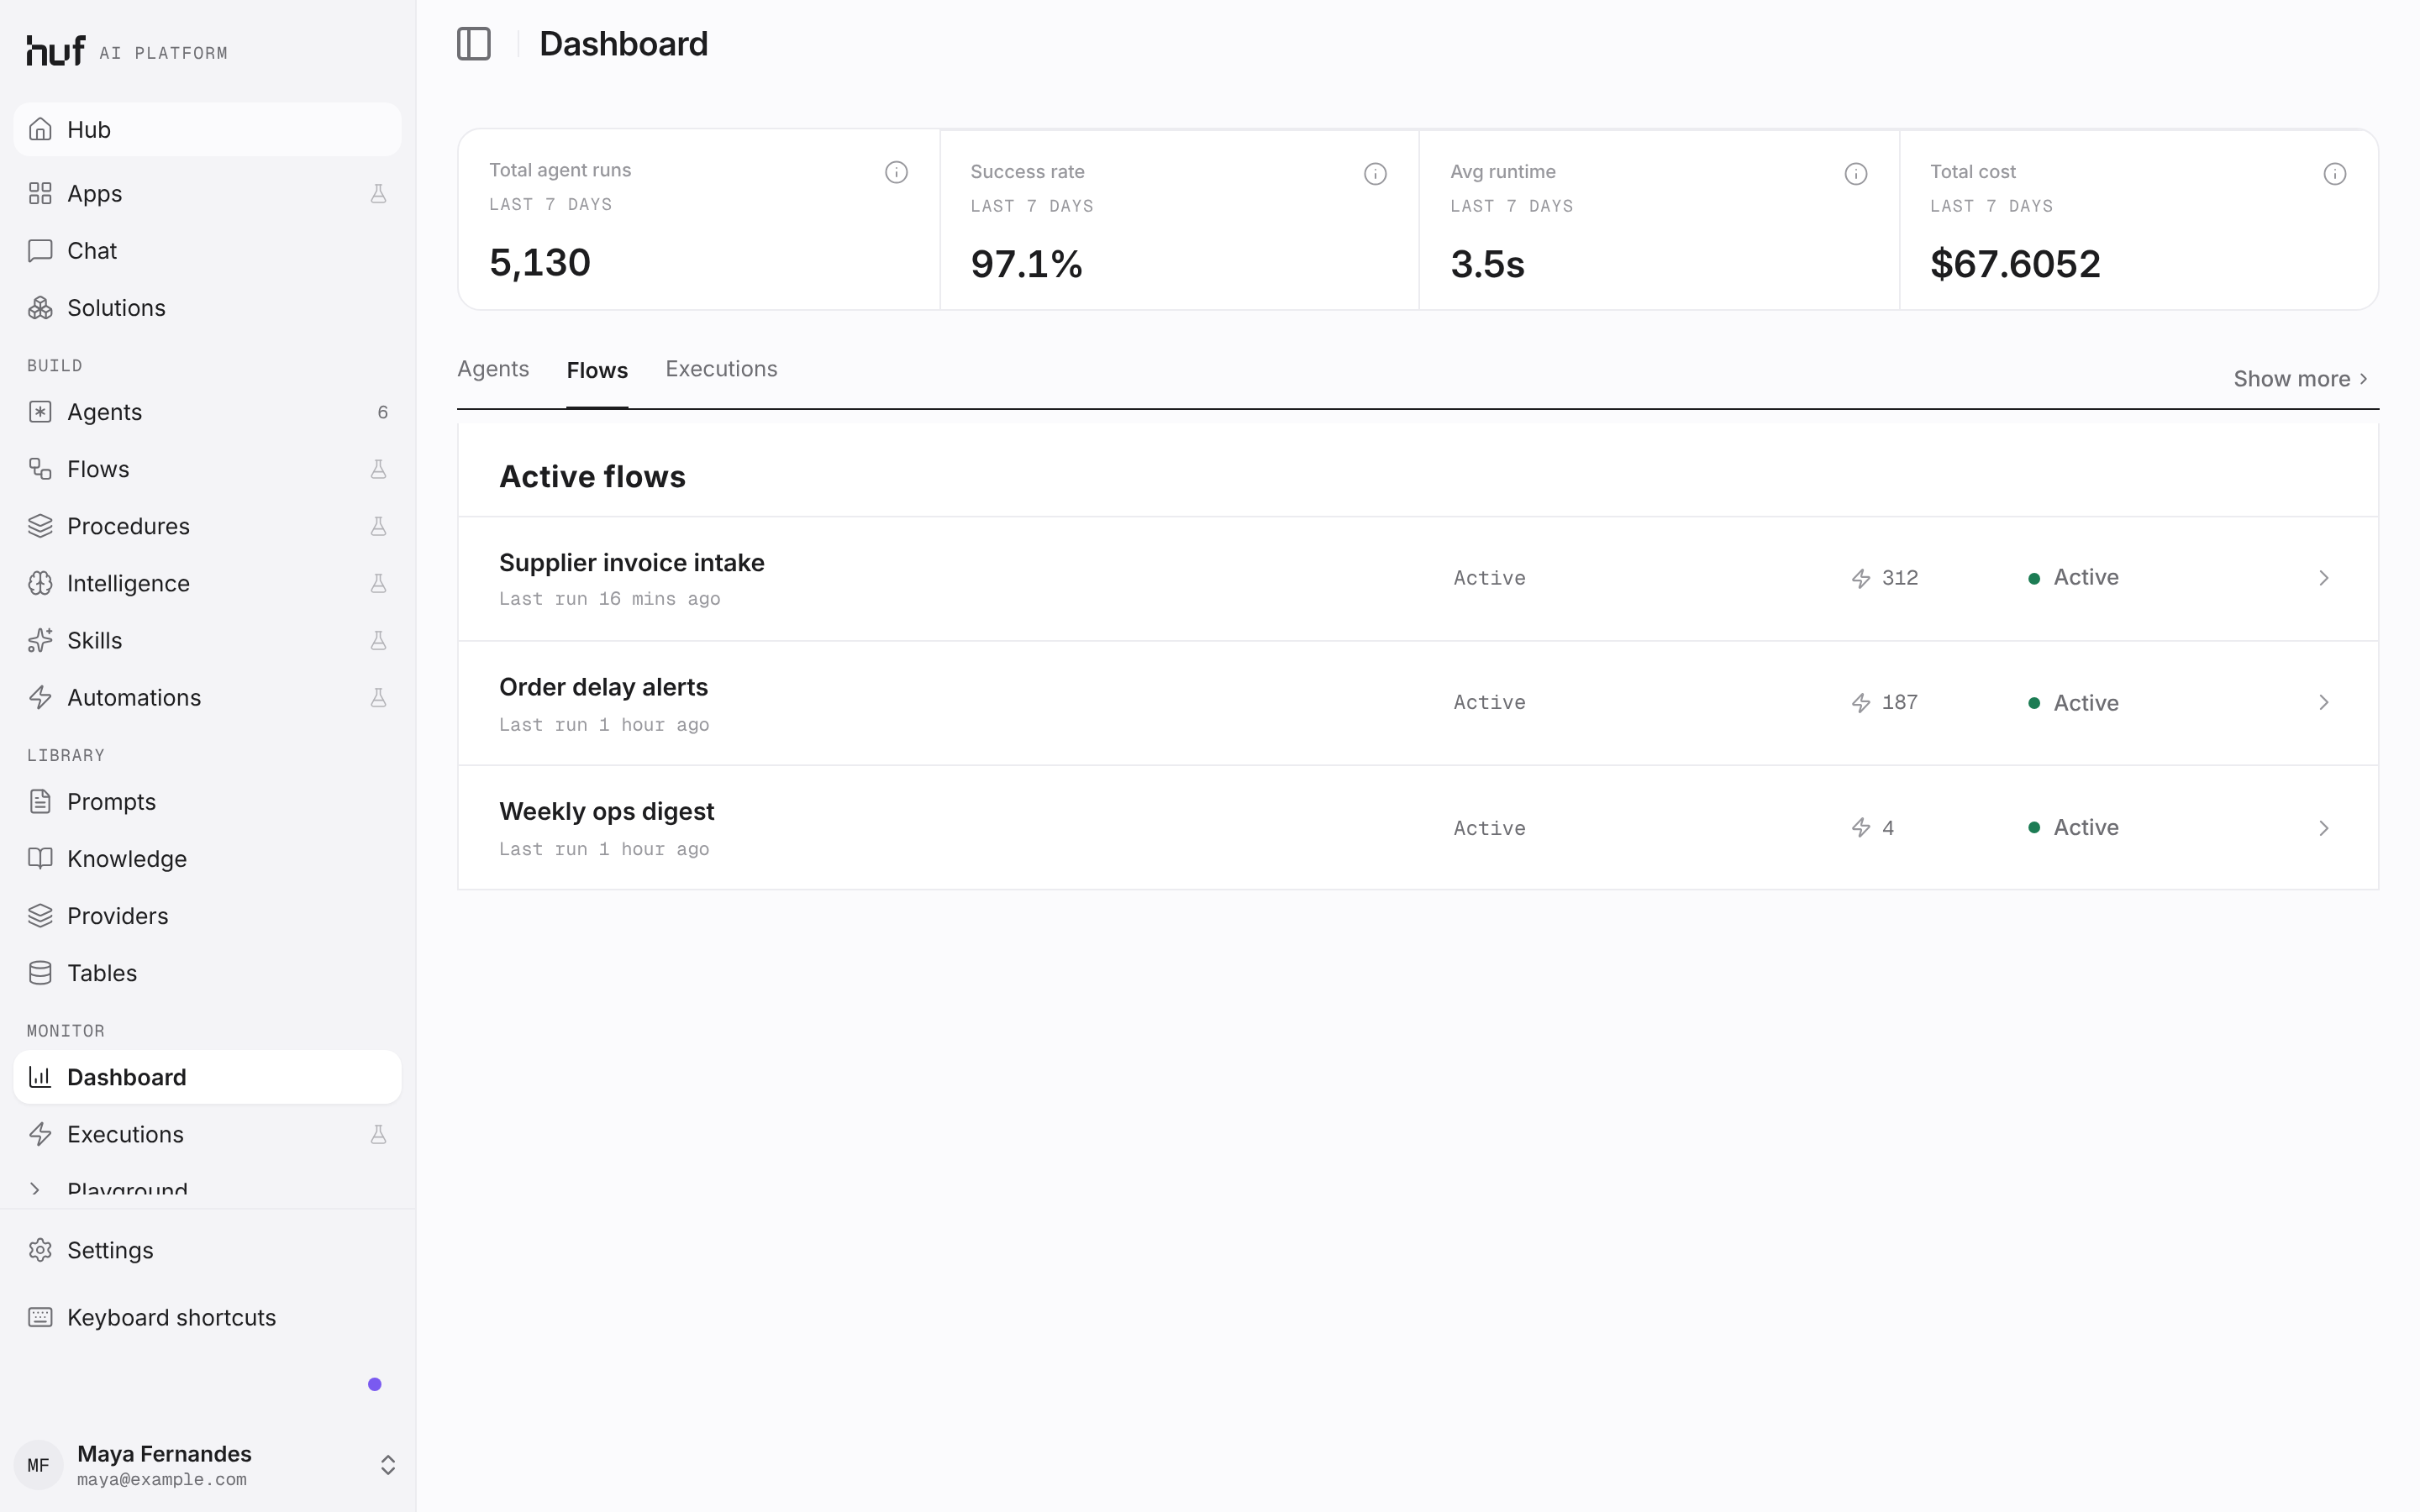 huf AI PLATFORM
Hub
Apps
Chat
Solutions
BUILD
Agents 6
Flows
Procedures
Intelligence
Skills
Automations
LIBRARY
Prompts
Knowledge
Providers
Tables
MONITOR
Dashboard
Executions
Playground
Settings
Keyboard shortcuts
MF
Maya Fernandes
maya@example.com
Dashboard
Total agent runs
LAST 7 DAYS
5,130
Success rate
LAST 7 DAYS
97.1%
Avg runtime
LAST 7 DAYS
3.5s
Total cost
LAST 7 DAYS
$67.6052
Agents Flows Executions Show more
Active flows
Supplier invoice intake
Last run 16 mins ago
Active 312 Active
Order delay alerts
Last run 1 hour ago
Active 187 Active
Weekly ops digest
Last run 1 hour ago
Active 4 Active